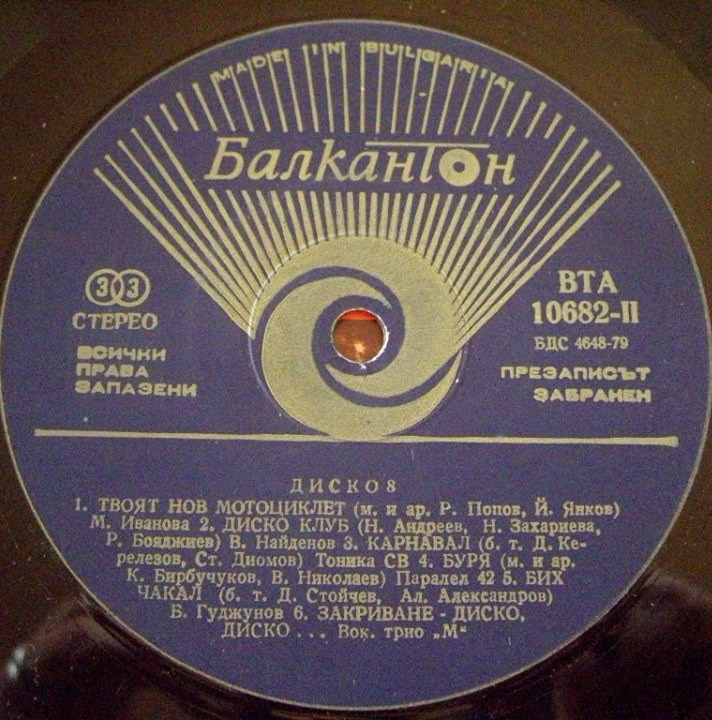 MADE IN BULGARIA
Балкантон
33
СТЕРЕО
ВСИЧКИ
ПРАВА
ЗАПАЗЕНИ
ВТА
10682-II
БДС 4648-79
ПРЕЗАПИСЪТ
ЗАБРАНЕН
ДИСКО 8
1. ТВОЯТ НОВ МОТОЦИКЛЕТ (м. и ар. Р. Попов, Й. Янков)
М. Иванова 2. ДИСКО КЛУБ (Н. Андреев, Н. Захариева,
Р. Бояджиев) В. Найденов 3. КАРНАВАЛ (б. т. Д. Ке-
релезов, Ст. Диомов) Тоника СВ 4. БУРЯ (м. и ар.
К. Бирбучуков, В. Николаев) Паралел 42 5. БИХ
ЧАКАЛ (б. т. Д. Стойчев, Ал. Александров)
Б. Гуджунов 6. ЗАКРИВАНЕ - ДИСКО,
ДИСКО . . . Вок. трио „М“